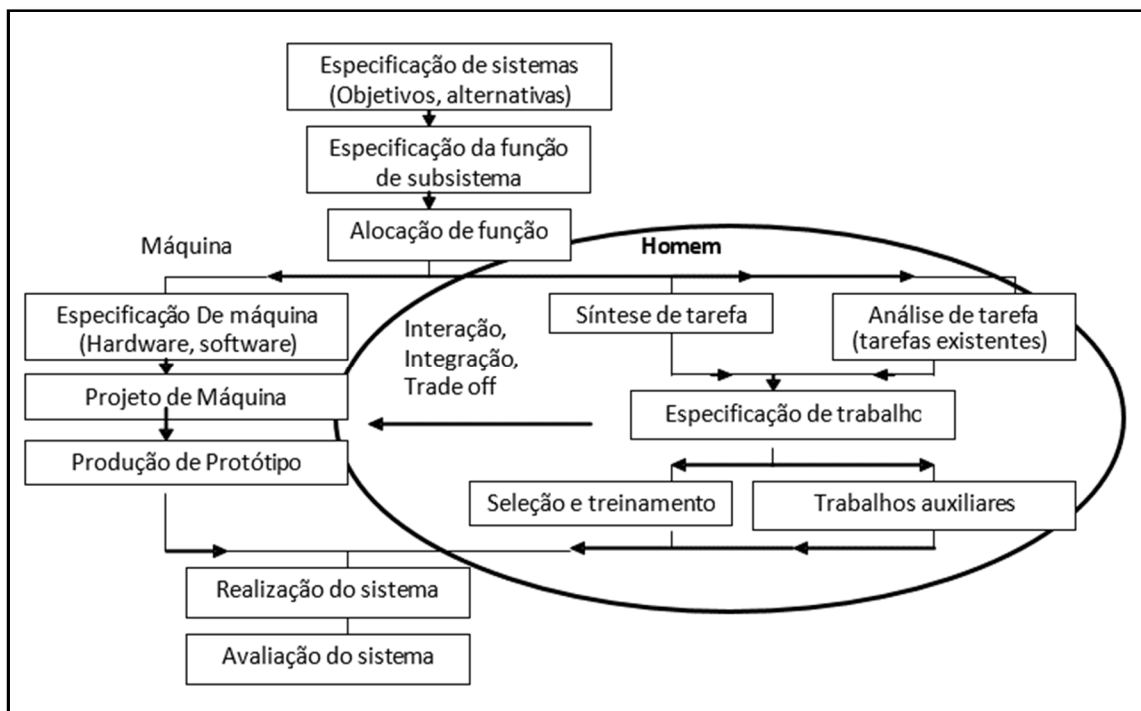 Especificação de sistemas
(Objetivos, alternativas)
Especificação da função
de subsistema
Alocação de função
Máquina
Homem
Especificação De máquina
(Hardware, software)
Interação,
Integração,
Trade off
Síntese de tarefa
Análise de tarefa
(tarefas existentes)
Projeto de Máquina
Especificação de trabalho
Produção de Protótipo
Seleção e treinamento
Trabalhos auxiliares
Realização do sistema
Avaliação do sistema